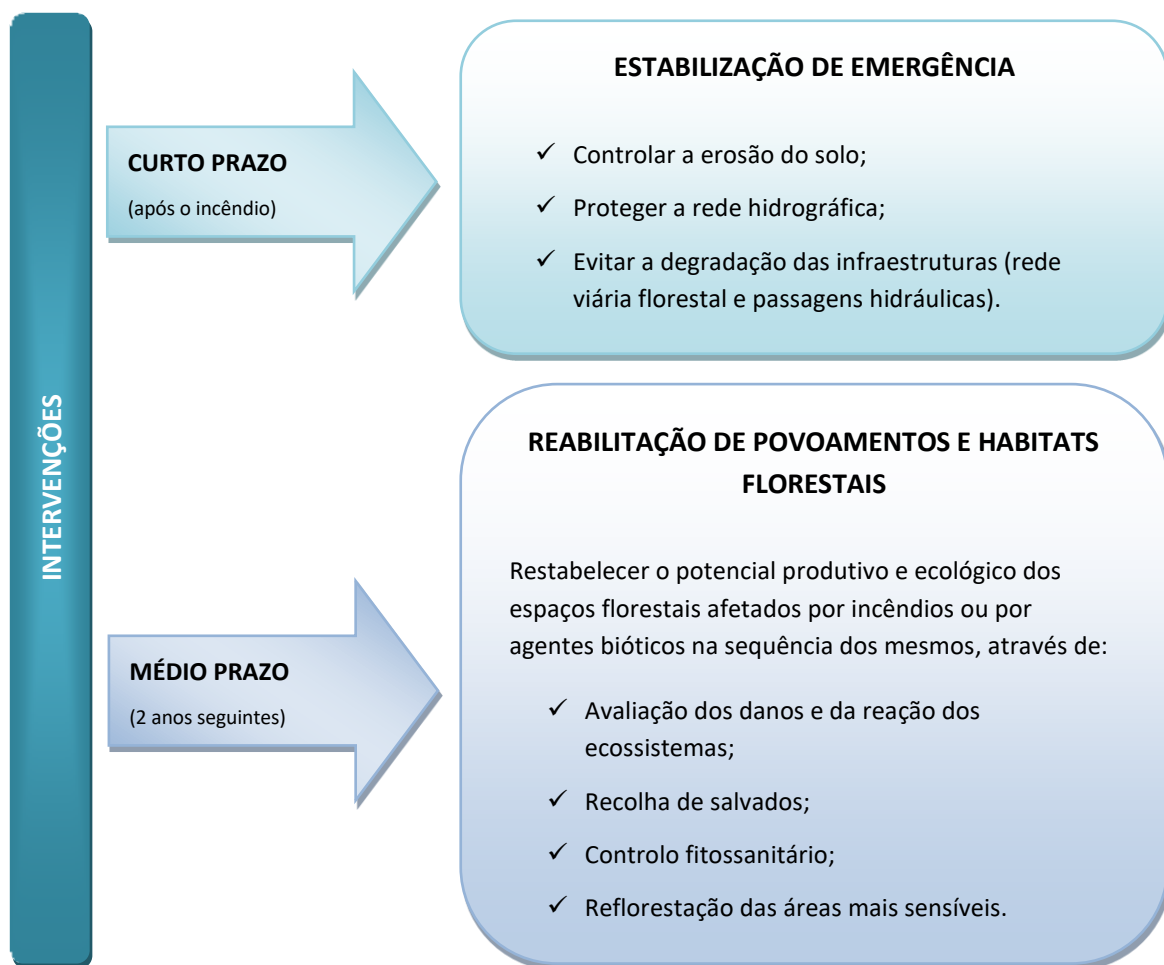 INTERVENÇÕES
CURTO PRAZO
(após o incêndio)
ESTABILIZAÇÃO DE EMERGÊNCIA
✓ Controlar a erosão do solo;
✓ Proteger a rede hidrográfica;
✓ Evitar a degradação das infraestruturas (rede
viária florestal e passagens hidráulicas).
MÉDIO PRAZO
(2 anos seguintes)
REABILITAÇÃO DE POVOAMENTOS E HABITATS
FLORESTAIS
Restabelecer o potencial produtivo e ecológico dos
espaços florestais afetados por incêndios ou por
agentes bióticos na sequência dos mesmos, através de:
✓ Avaliação dos danos e da reação dos
ecossistemas;
✓ Recolha de salvados;
✓ Controlo fitossanitário;
✓ Reflorestação das áreas mais sensíveis.